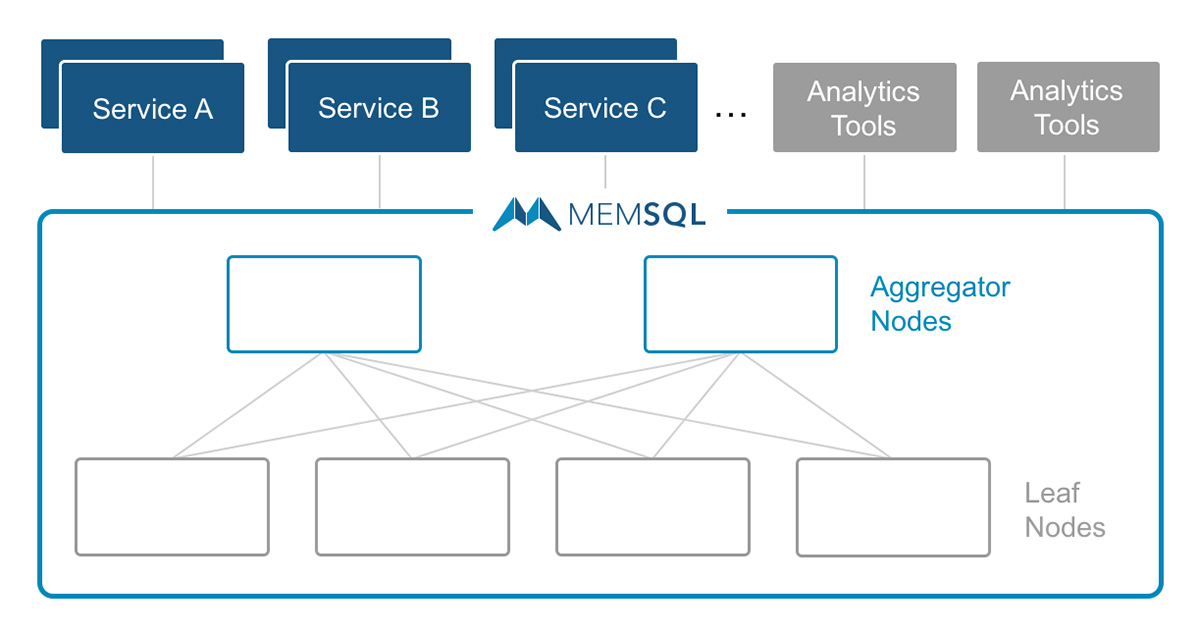 Service A
Service B
Service C
...
Analytics
Tools
Analytics
Tools
MEMSQL
Aggregator
Nodes
Leaf
Nodes